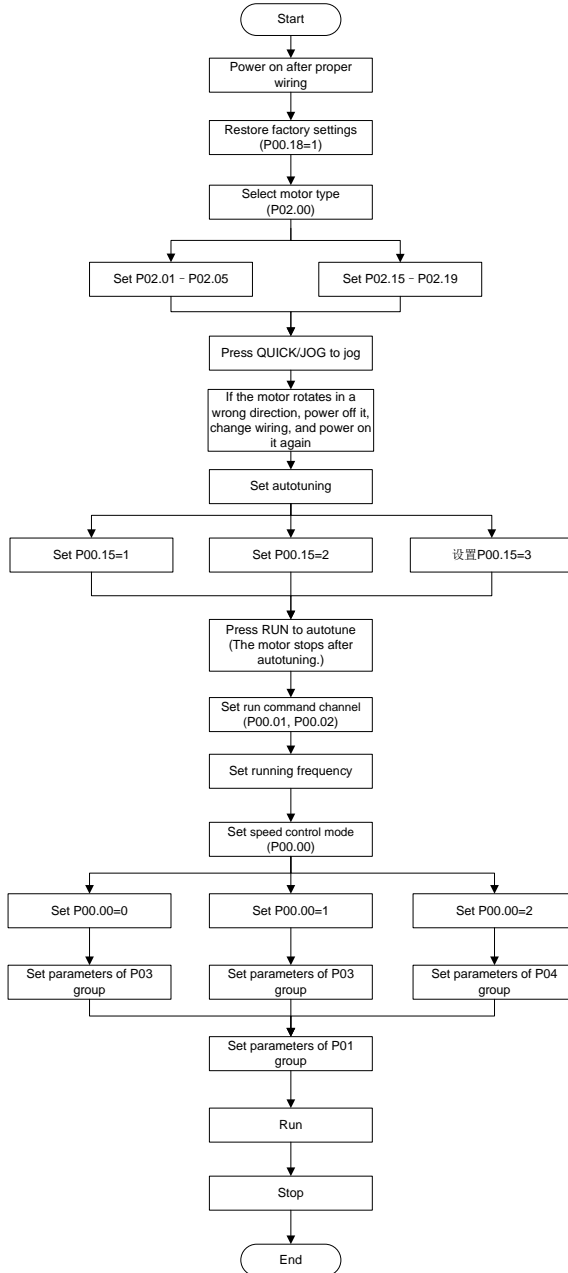 Start
Power on after proper
wiring
Restore factory settings
(P00.18=1)
Select motor type
(P02.00)
Set P02.01﹣P02.05
Set P02.15﹣P02.19
Press QUICK/JOG to jog
If the motor rotates in a
wrong direction, power off it,
change wiring, and power on
it again
Set autotuning
Set P00.15=1
Set P00.15=2
设置P00.15=3
Press RUN to autotune
(The motor stops after
autotuning.)
Set run command channel
(P00.01, P00.02)
Set running frequency
Set speed control mode
(P00.00)
Set P00.00=0
Set P00.00=1
Set P00.00=2
Set parameters of P03
group
Set parameters of P03
group
Set parameters of P04
group
Set parameters of P01
group
Run
Stop
End